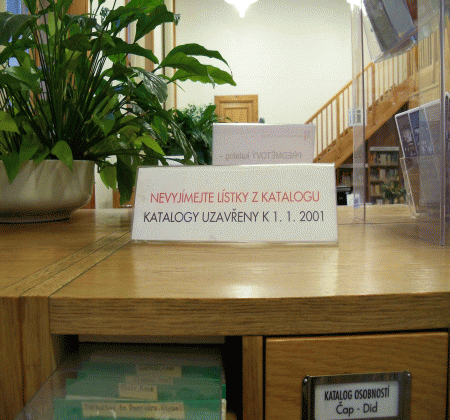 NEVYJÍMEJTE LÍSTKY Z KATALOGU
KATALOGY UZAVŘENY K 1. 1. 2001
KATALOG OSOBNOSTÍ
Čap - Did